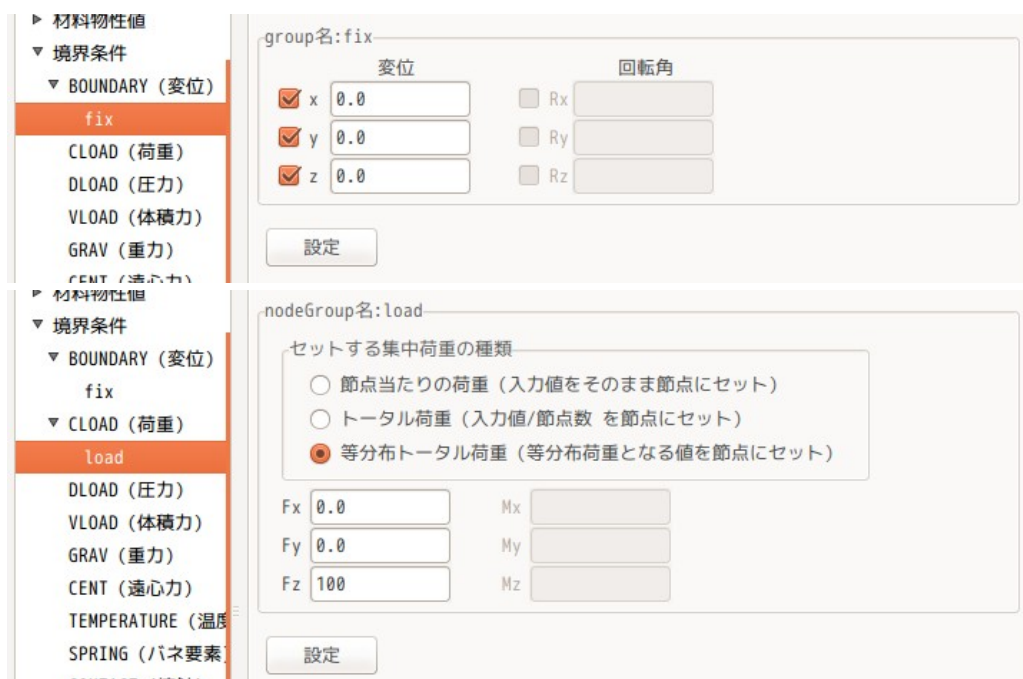 材料物性値
境界条件
BOUNDARY (変位)
fix
CLOAD (荷重)
DLOAD (圧力)
VLOAD (体積力)
GRAV (重力)
CENT (遠心力)
group名:fix
変位 回転角
x 0.0 Rx
y 0.0 Ry
z 0.0 Rz
設定
材料物性値
境界条件
BOUNDARY (変位)
fix
CLOAD (荷重)
load
DLOAD (圧力)
VLOAD (体積力)
GRAV (重力)
CENT (遠心力)
TEMPERATURE (温度
SPRING (バネ要素)
nodeGroup名:load
セットする集中荷重の種類
節点当たりの荷重 (入力値をそのまま節点にセット)
トータル荷重 (入力値/節点数 を節点にセット)
等分布トータル荷重 (等分布荷重となる値を節点にセット)
Fx 0.0 Mx
Fy 0.0 My
Fz 100 Mz
設定